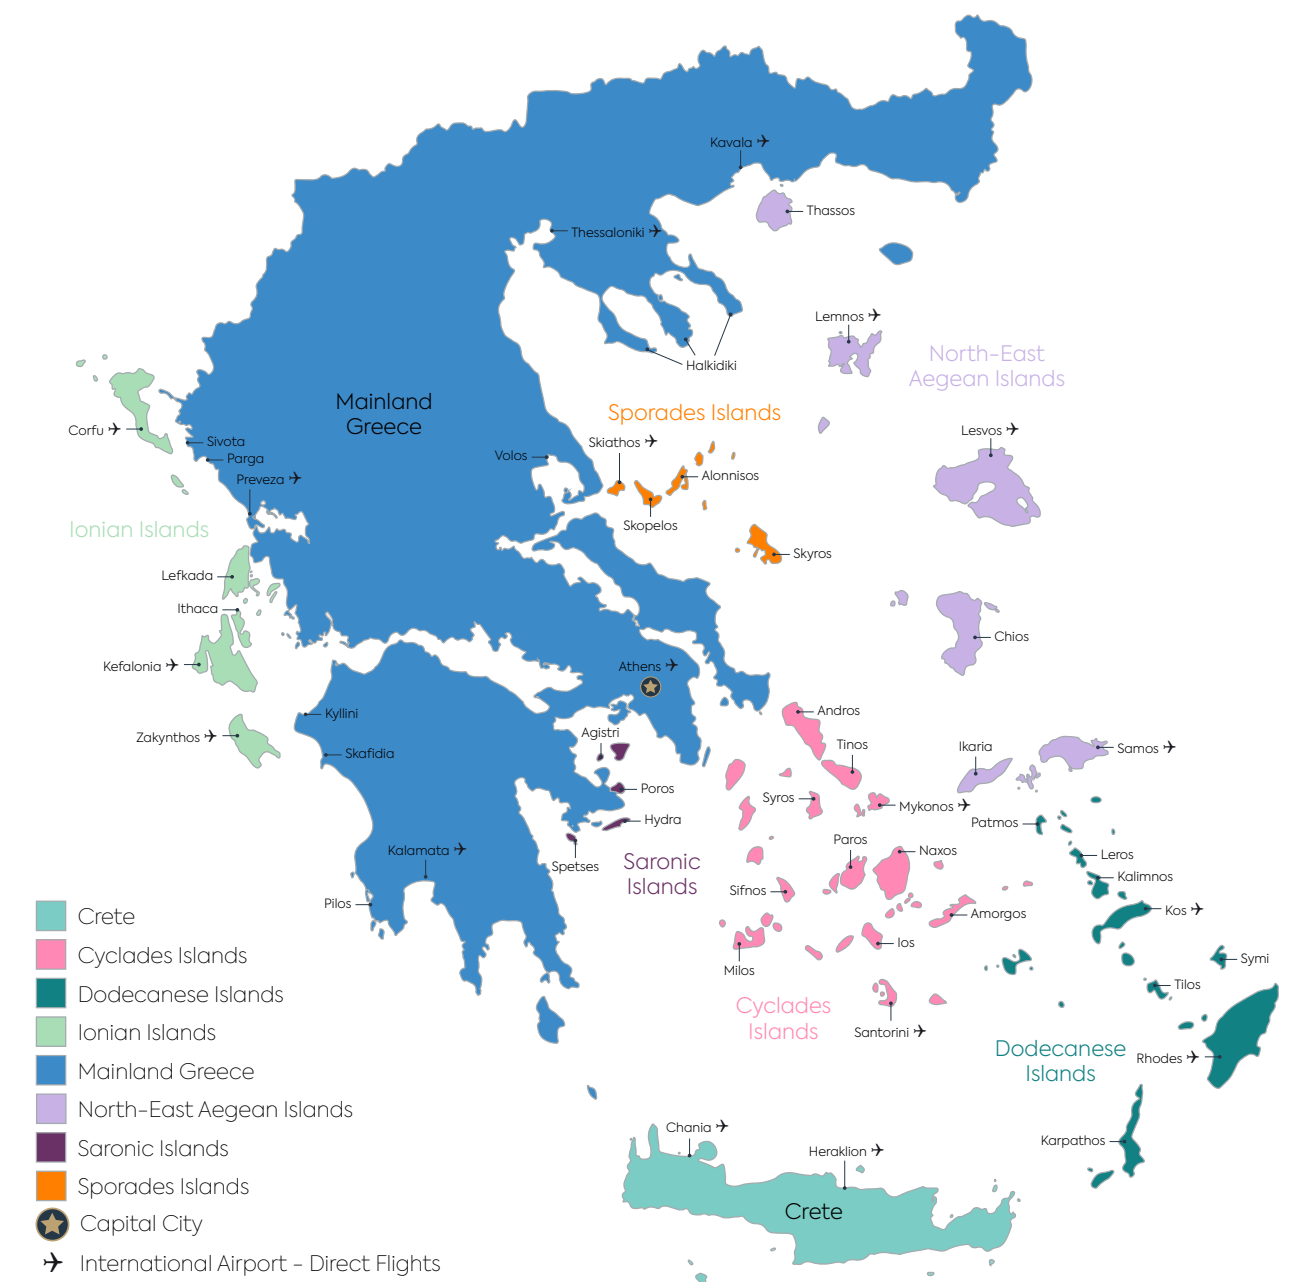 Kavala
Thassos
Thessaloniki
Lemnos
North-East
Aegean Islands
Halkidiki
Mainland
Greece
Sporades Islands
Corfu
Sivota
Parga
Preveza
Volos
Skiathos
Alonnisos
Skopelos
Lesvos
Ionian Islands
Skyros
Lefkada
Ithaca
Kefalonia
Chios
Athens
Zakynthos
Kyllini
Skafidia
Agistri
Andros
Tinos
Ikaria
Samos
Poros
Hydra
Syros
Mykonos
Patmos
Kalamata
Spetses
Saronic
Islands
Paros
Naxos
Leros
Kalimnos
Pilos
Sifnos
Amorgos
Kos
Milos
Ios
Symi
Tilos
Cyclades
Islands
Santorini
Dodecanese
Islands
Rhodes
Chania
Heraklion
Karpathos
Crete
Crete
Cyclades Islands
Dodecanese Islands
Ionian Islands
Mainland Greece
North-East Aegean Islands
Saronic Islands
Sporades Islands
Capital City
International Airport - Direct Flights